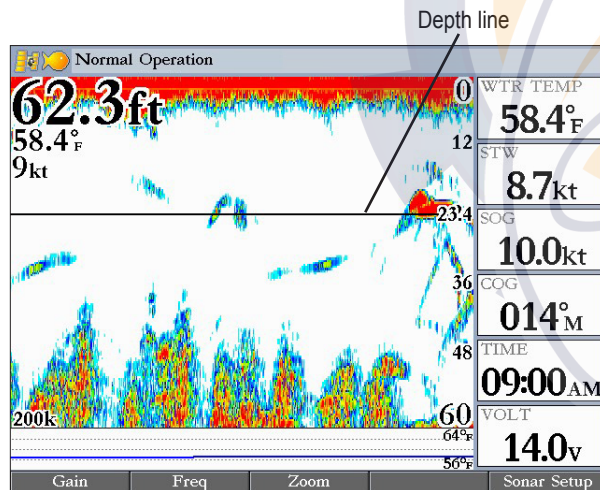 Depth line
Normal Operation
62.3ft
58.4°F
9kt
0
12
23.4
36
48
60
200k
64°F
56°F
WTR TEMP
58.4°F
STW
8.7kt
SOG
10.0kt
COG
014°M
TIME
09:00AM
VOLT
14.0v
Gain Freq Zoom Sonar Setup